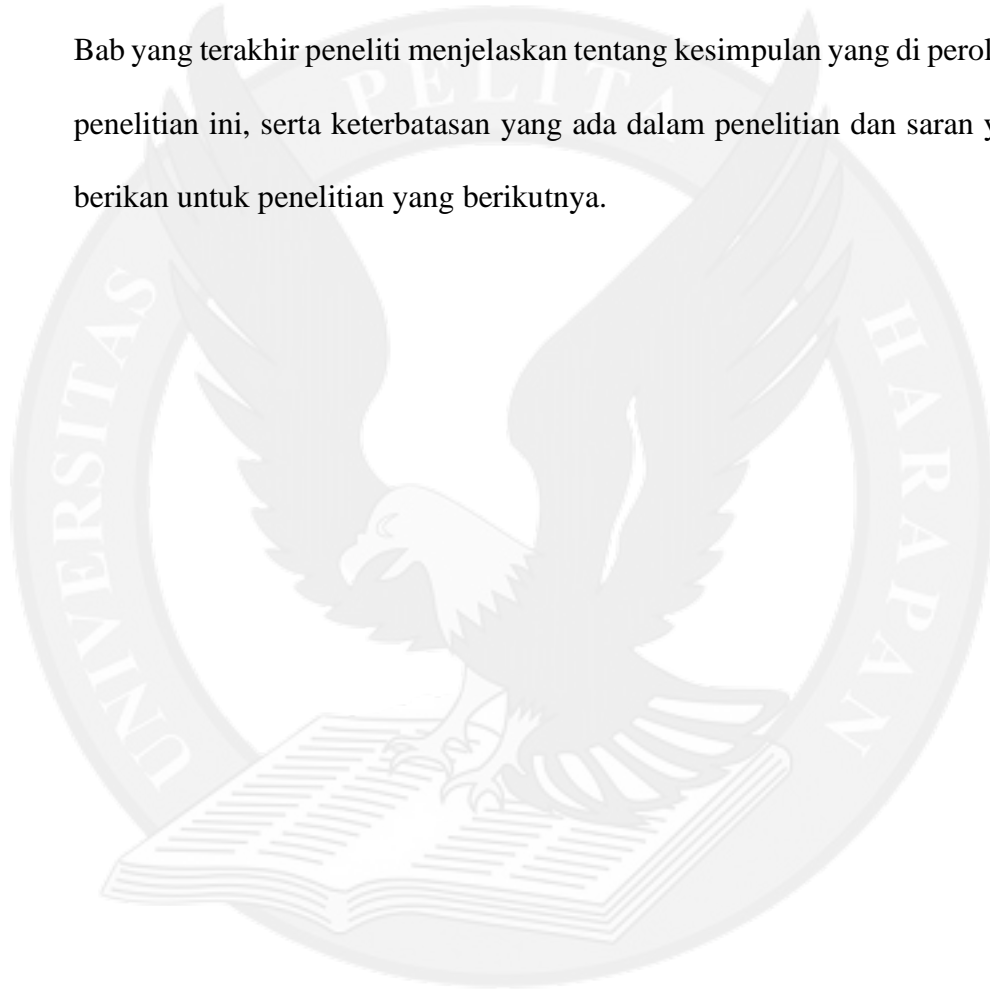 Bab yang terakhir peneliti menjelaskan tentang kesimpulan yang di perol
penelitian ini, serta keterbatasan yang ada dalam penelitian dan saran y
berikan untuk penelitian yang berikutnya.
UNIVERSITAS PELITA HARAPAN